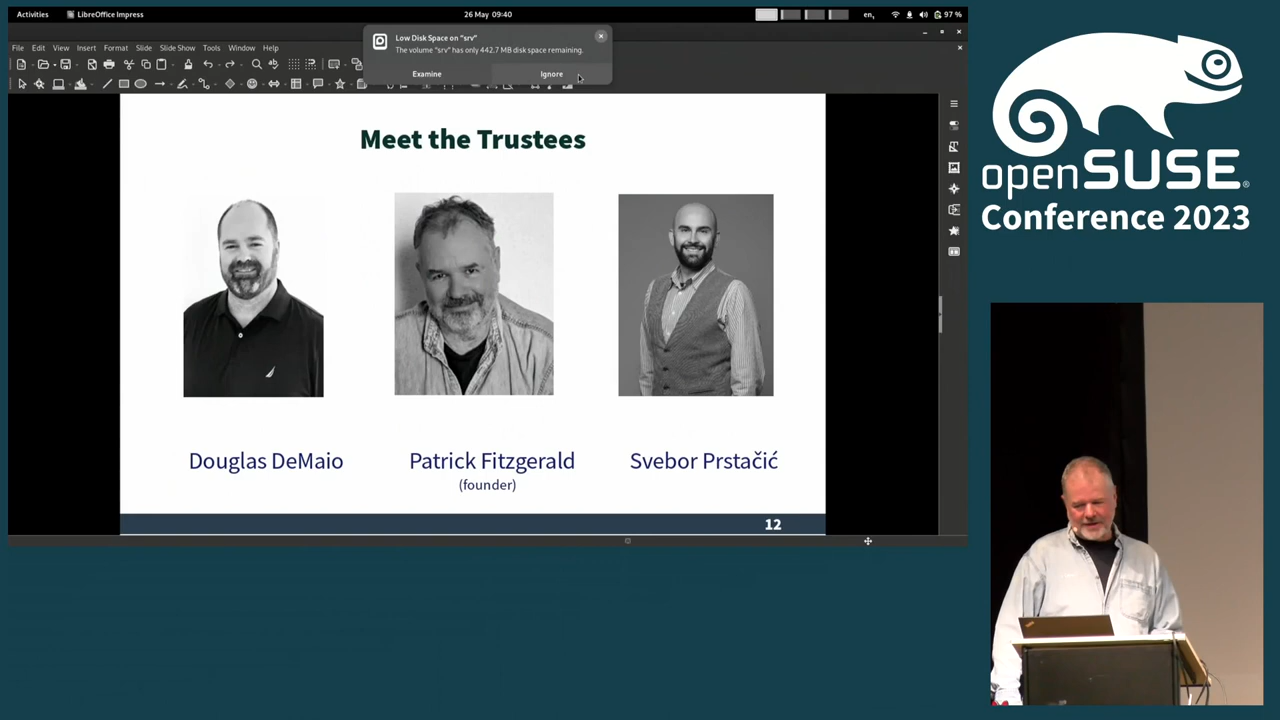 Activities
LibreOffice Impress
26 May 09:40
en,
97 %
Low Disk Space on "srv"
The volume "srv" has only 442.7 MB disk space remaining.
Examine
Ignore
File Edit View Insert Format Slide Slide Show Tools Window Help
Meet the Trustees
Douglas DeMaio
Patrick Fitzgerald
(founder)
Svebor Prstačić
12
openSUSE®
Conference 2023